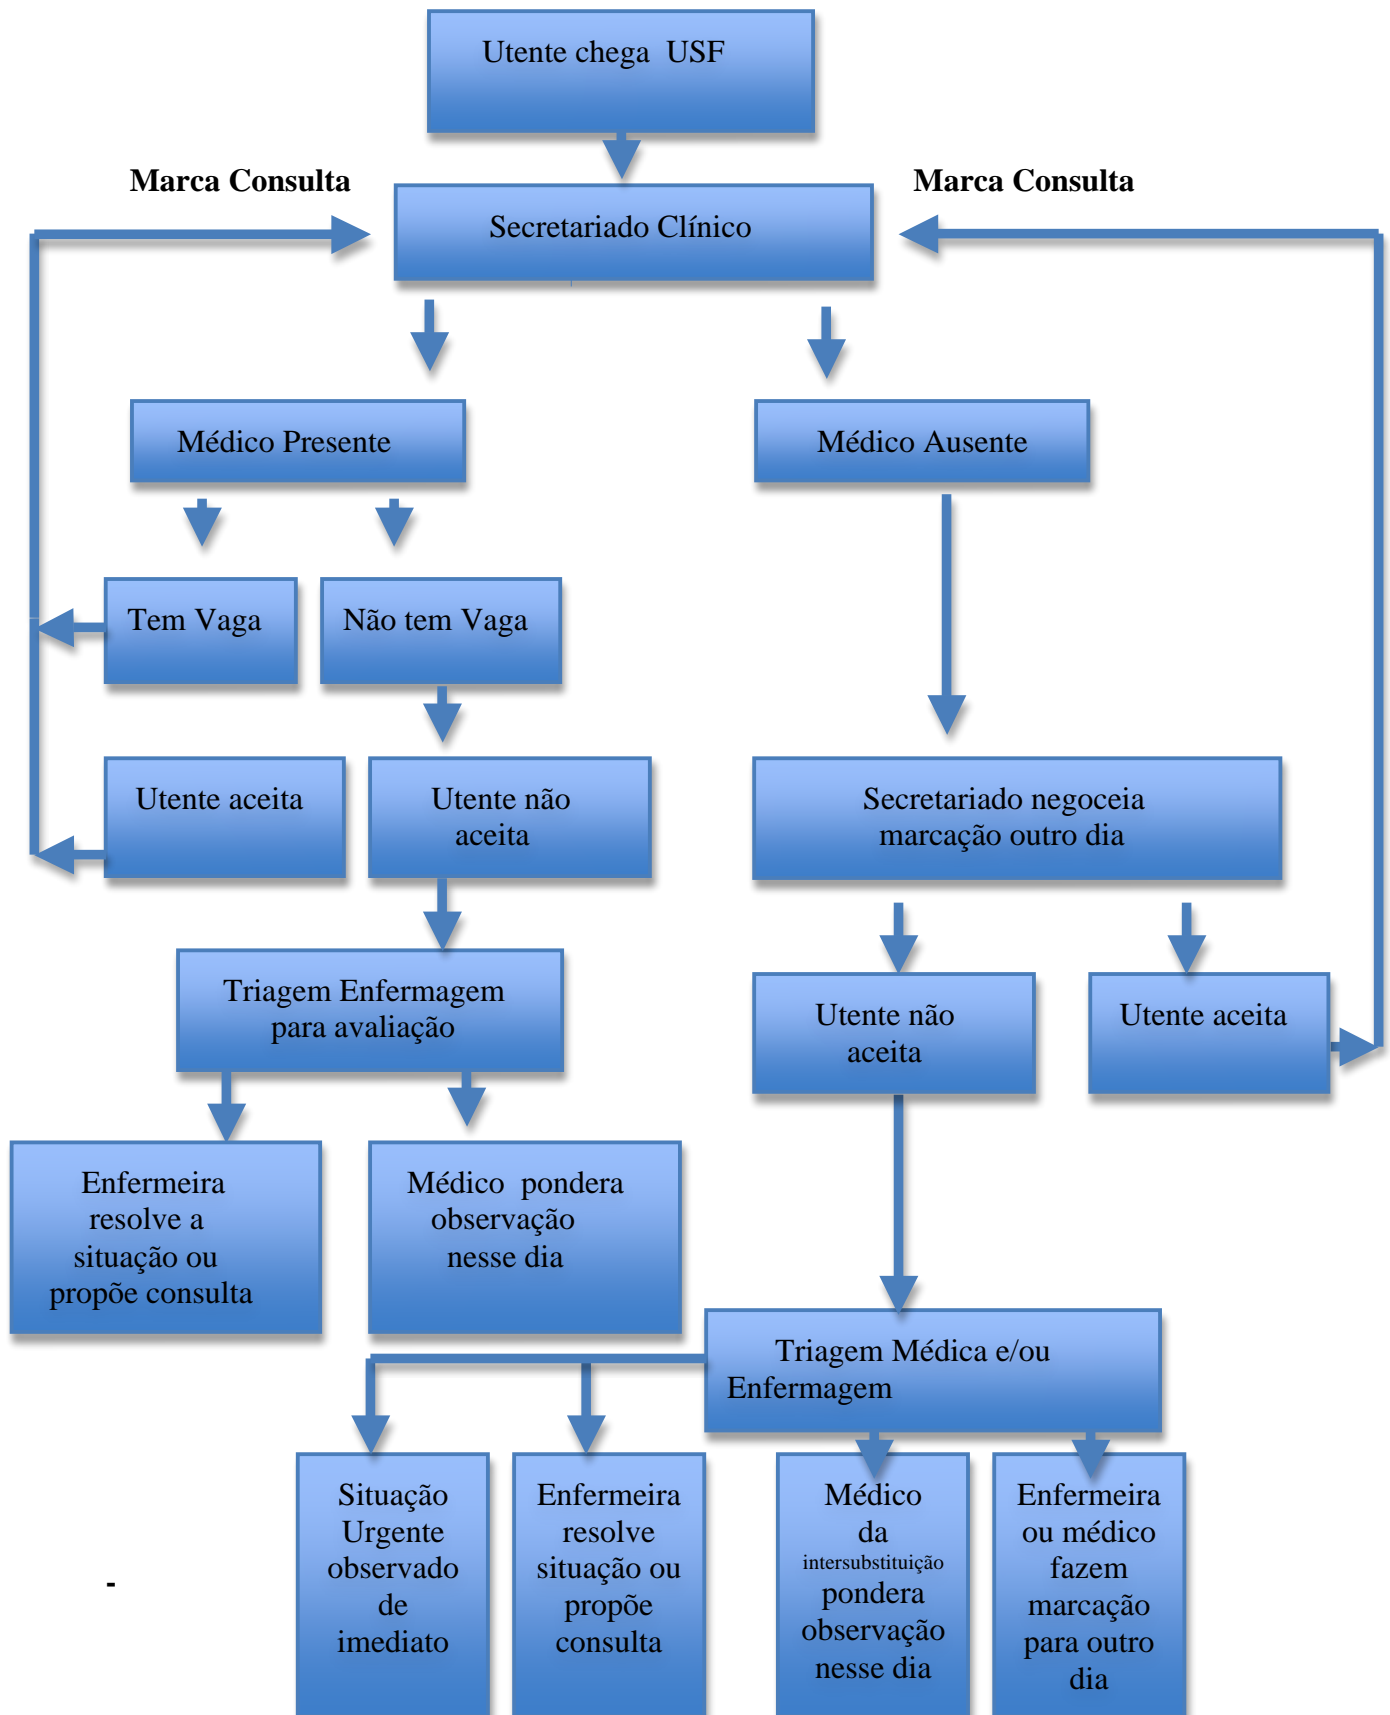 Utente chega USF
Marca Consulta
Marca Consulta
Secretariado Clínico
Médico Presente
Médico Ausente
Tem Vaga
Não tem Vaga
Utente aceita
Utente não
aceita
Secretariado negoceia
marcação outro dia
Triagem Enfermagem
para avaliação
Utente não
aceita
Utente aceita
Enfermeira
resolve a
situação ou
propõe consulta
Médico pondera
observação
nesse dia
Triagem Médica e/ou
Enfermagem
Situação
Urgente
observado
de
imediato
Enfermeira
resolve
situação ou
propõe
consulta
Médico
da
intersubstituição
pondera
observação
nesse dia
Enfermeira
ou médico
fazem
marcação
para outro
dia
-